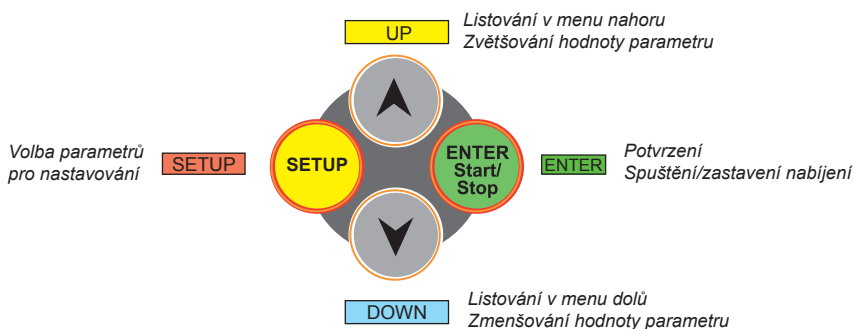 UP
Listování v menu nahoru
Zvětšování hodnoty parametru
Volba parametrů
pro nastavování
SETUP
SETUP
ENTER
Start/
Stop
ENTER
Potvrzení
Spuštění/zastavení nabíjení
DOWN
Listování v menu dolů
Zmenšování hodnoty parametru